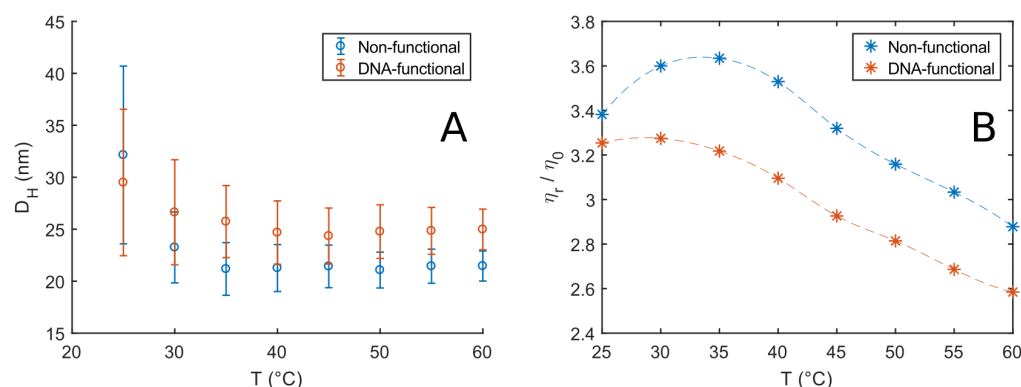 45
40
35
30
25
20
15
20
30
40
50
60
D_H (nm)
T (°C)
Non-functional
DNA-functional
A
3.6
3.4
3.2
3
2.8
2.6
2.4
25
30
35
40
45
50
55
60
η_r / η_0
T (°C)
Non-functional
DNA-functional
B